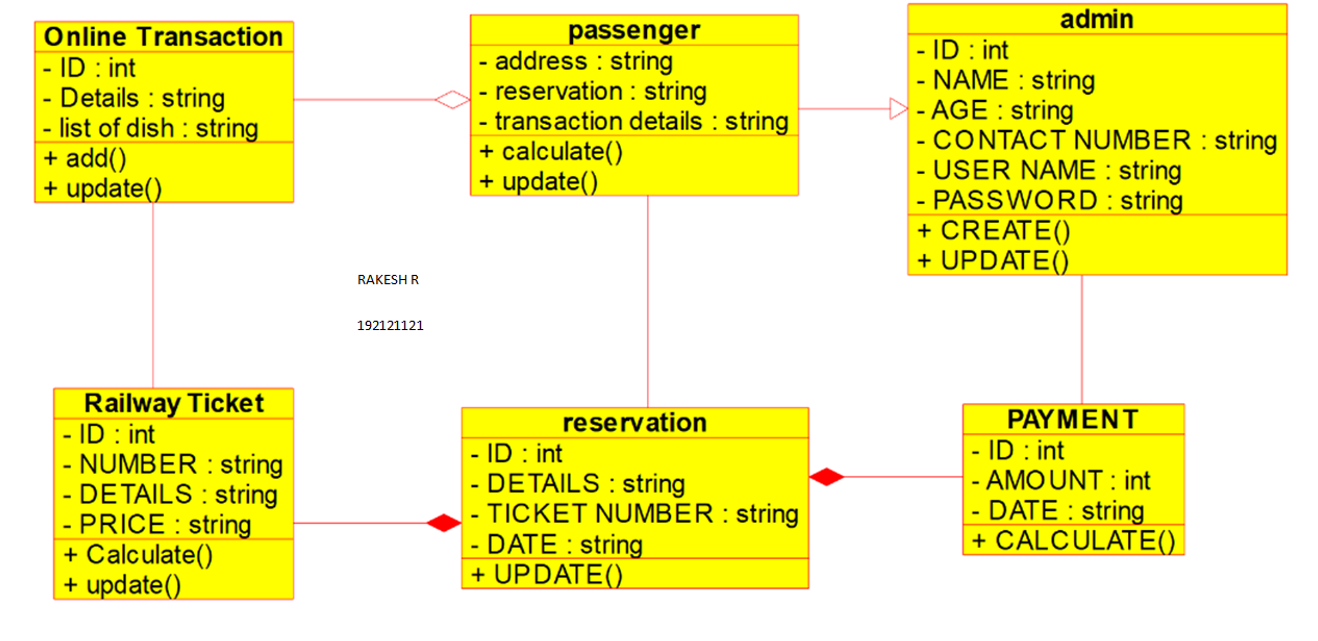 Online Transaction
- ID : int
- Details : string
- list of dish : string
+ add()
+ update()
passenger
- address : string
- reservation : string
- transaction details : string
+ calculate()
+ update()
admin
- ID : int
- NAME : string
- AGE : string
- CONTACT NUMBER : string
- USER NAME : string
- PASSWORD : string
+ CREATE()
+ UPDATE()
RAKESH R
192121121
Railway Ticket
- ID : int
- NUMBER : string
- DETAILS : string
- PRICE : string
+ Calculate()
+ update()
reservation
- ID : int
- DETAILS : string
- TICKET NUMBER : string
- DATE : string
+ UPDATE()
PAYMENT
- ID : int
- AMOUNT : int
- DATE : string
+ CALCULATE()